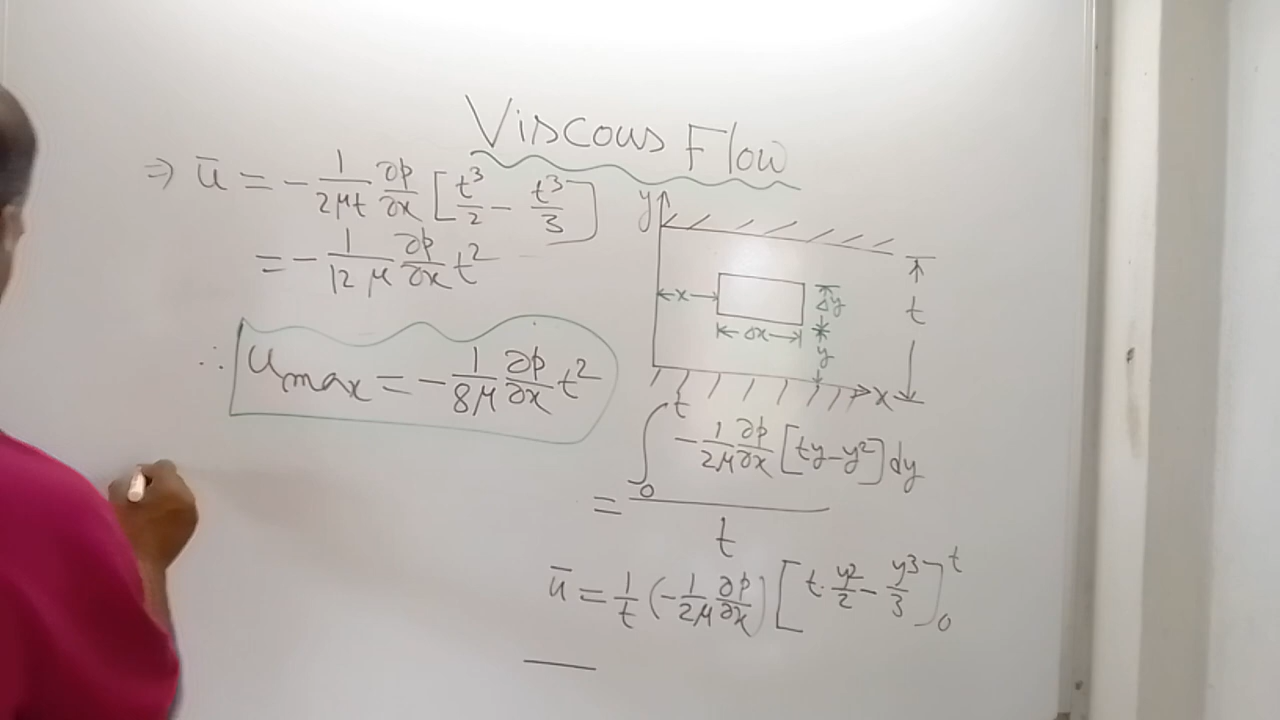 Viscous Flow
⇒ ū = − 1/2μt ∂p/∂x [t³/2 − t³/3]
= − 1/12μ ∂p/∂x t²
∴ Umax = − 1/8μ ∂p/∂x t²
y
x
Δy
t
Δx
y
x
= ∫₀ᵗ − 1/2μ ∂p/∂x [ty−y²] dy / t
ū = 1/t (− 1/2μ ∂p/∂x) [t. y²/2 − y³/3]₀ᵗ